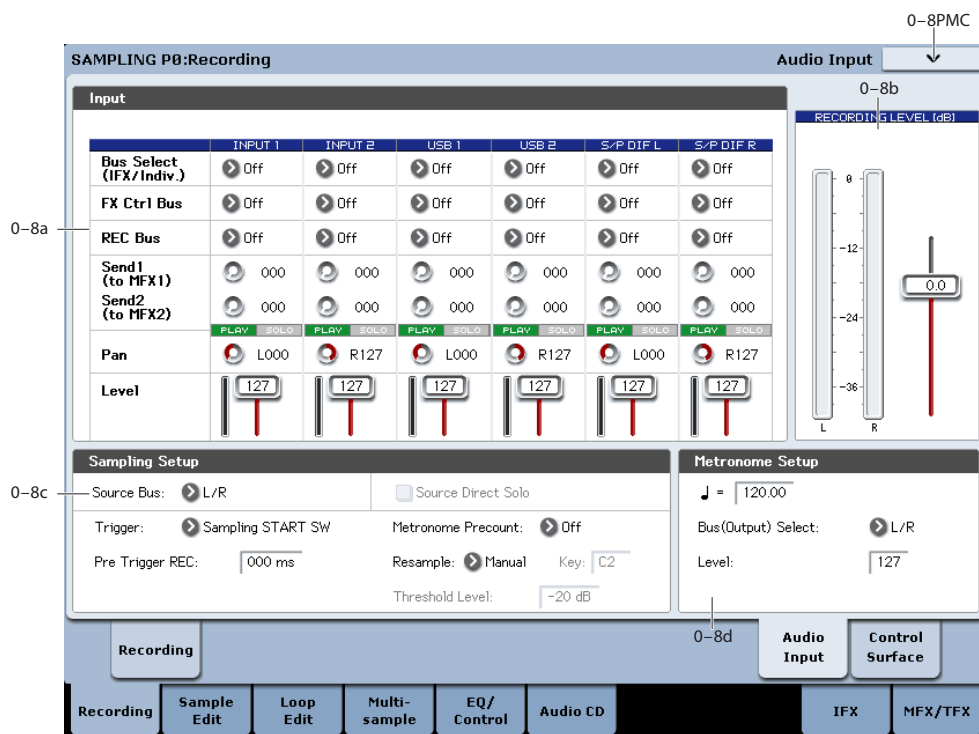 0–8PMC
SAMPLING P0:Recording
Audio Input
0–8b
Input
RECORDING LEVEL [dB]
INPUT 1 INPUT 2 USB 1 USB 2 S/P DIF L S/P DIF R
Bus Select
(IFX/Indiv.)
Off Off Off Off Off Off
FX Ctrl Bus
Off Off Off Off Off Off
0–8a
REC Bus
Off Off Off Off Off Off
Send1
(to MFX1)
000 000 000 000 000 000
Send2
(to MFX2)
000 000 000 000 000 000
PLAY SOLO PLAY SOLO PLAY SOLO PLAY SOLO PLAY SOLO PLAY SOLO
Pan
L000 R127 L000 R127 L000 R127
Level
127 127 127 127 127 127
0
-12
-24
-36
0.0
L R
Sampling Setup
0–8c
Source Bus: L/R
Source Direct Solo
Trigger: Sampling START SW
Metronome Precount: Off
Pre Trigger REC: 000 ms
Resample: Manual Key: C2
Threshold Level: -20 dB
Metronome Setup
♩ = 120.00
Bus(Output) Select: L/R
Level: 127
0–8d
Recording
Audio
Input
Control
Surface
Recording
Sample
Edit
Loop
Edit
Multi-
sample
EQ/
Control
Audio CD
IFX
MFX/TFX